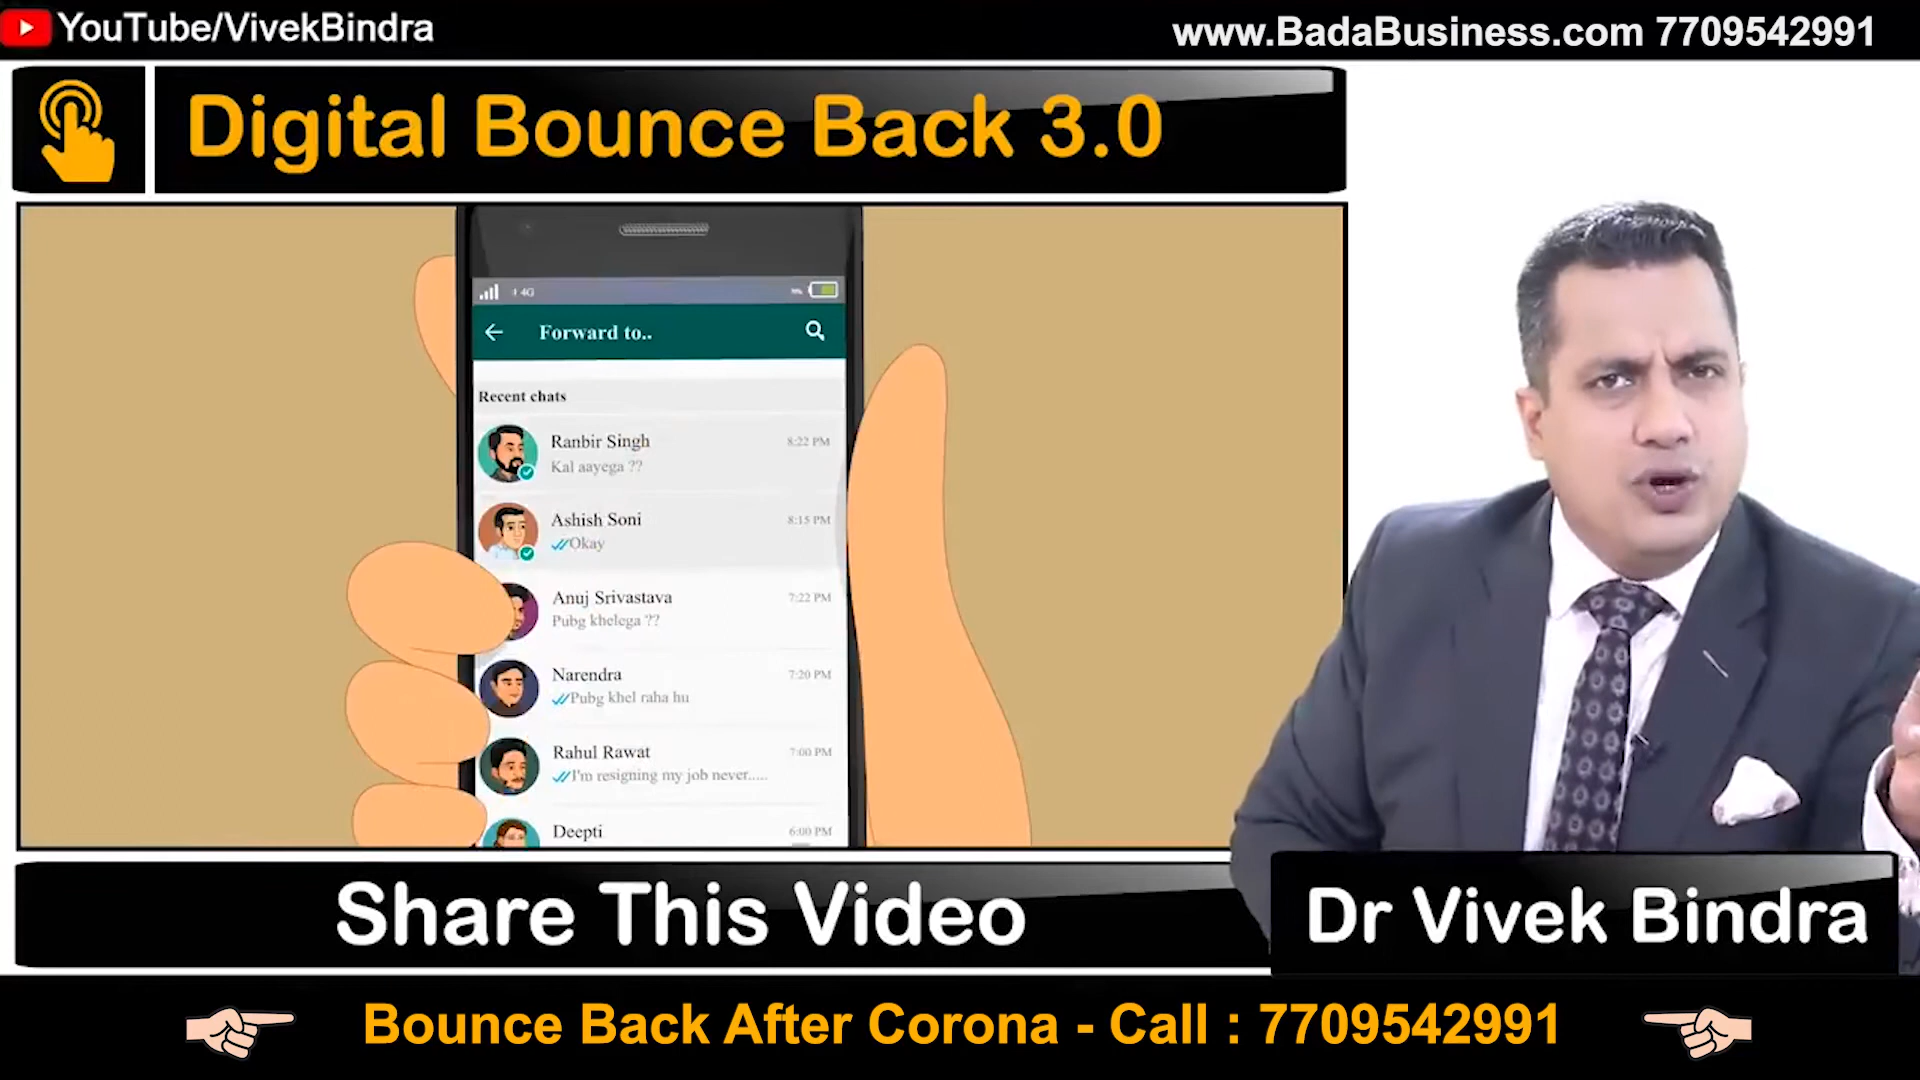 YouTube/VivekBindra
www.BadaBusiness.com 7709542991
Digital Bounce Back 3.0
4G
Forward to..
Recent chats
Ranbir Singh 8:22 PM
Kal aayega ??
Ashish Soni 8:15 PM
Okay
Anuj Srivastava 7:22 PM
Pubg khelega ??
Narendra 7:20 PM
Pubg khel raha hu
Rahul Rawat 7:00 PM
I'm resigning my job never.....
Deepti 6:00 PM
Share This Video
Dr Vivek Bindra
Bounce Back After Corona - Call : 7709542991